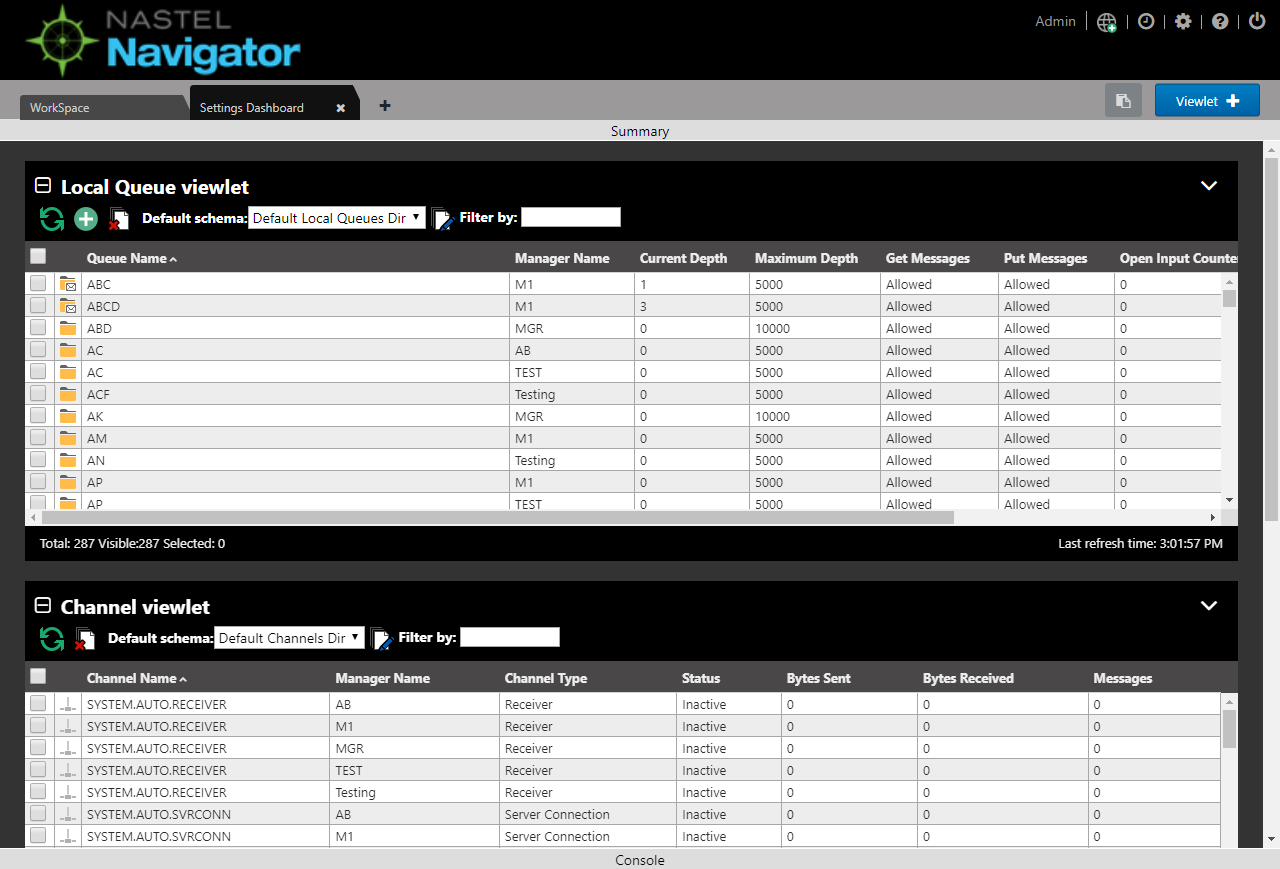 NASTEL
Navigator
Admin
WorkSpace
Settings Dashboard
Viewlet
Summary
Local Queue viewlet
Default schema: Default Local Queues Dir Filter by:
Queue Name Manager Name Current Depth Maximum Depth Get Messages Put Messages Open Input Counte
ABC M1 1 5000 Allowed Allowed 0
ABCD M1 3 5000 Allowed Allowed 0
ABD MGR 0 10000 Allowed Allowed 0
AC AB 0 5000 Allowed Allowed 0
AC TEST 0 5000 Allowed Allowed 0
ACF Testing 0 5000 Allowed Allowed 0
AK MGR 0 10000 Allowed Allowed 0
AM M1 0 5000 Allowed Allowed 0
AN Testing 0 5000 Allowed Allowed 0
AP M1 0 5000 Allowed Allowed 0
AP TEST 0 5000 Allowed Allowed 0
Total: 287 Visible:287 Selected: 0 Last refresh time: 3:01:57 PM
Channel viewlet
Default schema: Default Channels Dir Filter by:
Channel Name Manager Name Channel Type Status Bytes Sent Bytes Received Messages
SYSTEM.AUTO.RECEIVER AB Receiver Inactive 0 0 0
SYSTEM.AUTO.RECEIVER M1 Receiver Inactive 0 0 0
SYSTEM.AUTO.RECEIVER MGR Receiver Inactive 0 0 0
SYSTEM.AUTO.RECEIVER TEST Receiver Inactive 0 0 0
SYSTEM.AUTO.RECEIVER Testing Receiver Inactive 0 0 0
SYSTEM.AUTO.SVRCONN AB Server Connection Inactive 0 0 0
SYSTEM.AUTO.SVRCONN M1 Server Connection Inactive 0 0 0
Console